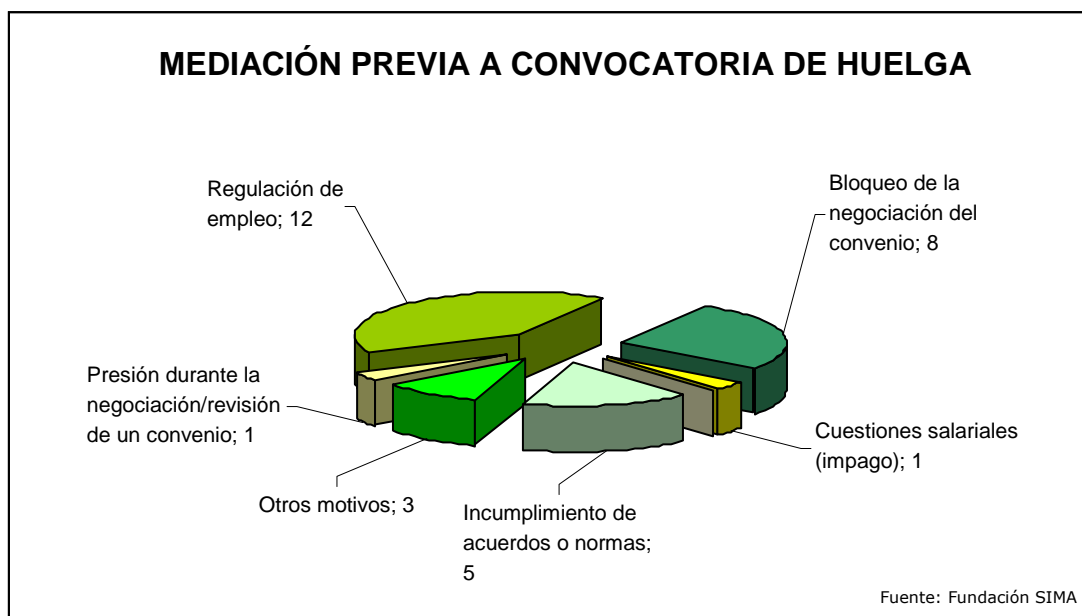 MEDIACIÓN PREVIA A CONVOCATORIA DE HUELGA
Regulación de
empleo; 12
Bloqueo de la
negociación del
convenio; 8
Presión durante la
negociación/revisión
de un convenio; 1
Cuestiones salariales
(impago); 1
Otros motivos; 3
Incumplimiento de
acuerdos o normas;
5
Fuente: Fundación SIMA